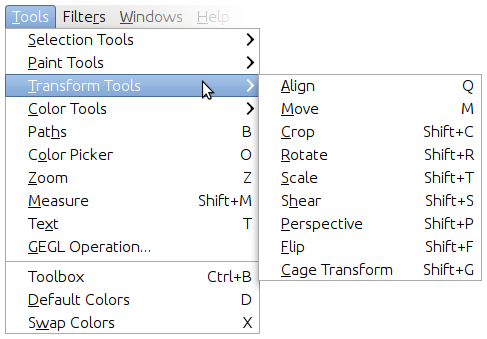 Tools Filters Windows Help
Selection Tools
Paint Tools
Transform Tools
Color Tools
Paths B
Color Picker O
Zoom Z
Measure Shift+M
Text T
GEGL Operation...
Toolbox Ctrl+B
Default Colors D
Swap Colors X
Align Q
Move M
Crop Shift+C
Rotate Shift+R
Scale Shift+T
Shear Shift+S
Perspective Shift+P
Flip Shift+F
Cage Transform Shift+G